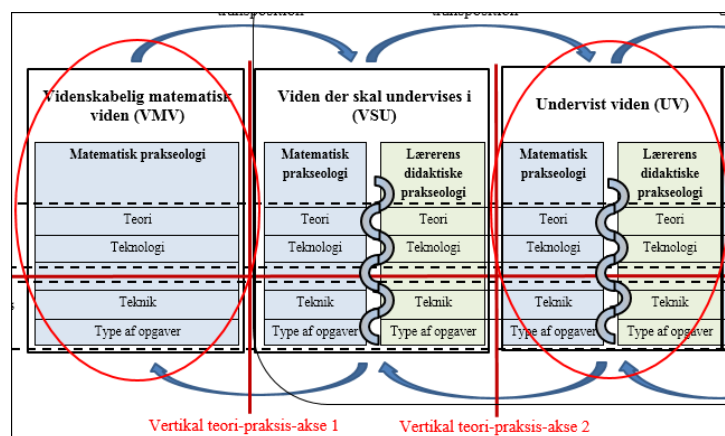 transposition
transposition
Videnskabelig matematisk
viden (VMV)
Matematisk prakseologi
Teori
Teknologi
Teknik
Type af opgaver
Viden der skal undervises i
(VSU)
Matematisk
prakseologi
Teori
Teknologi
Teknik
Type af opgaver
Lærerens
didaktiske
prakseologi
Teori
Teknologi
Teknik
Type af opgaver
Undervist viden (UV)
Matematisk
prakseologi
Teori
Teknologi
Teknik
Type af opgaver
Lærerens
didaktiske
prakseologi
Teori
Teknologi
Teknik
Type af opgaver
Vertikal teori-praksis-akse 1
Vertikal teori-praksis-akse 2